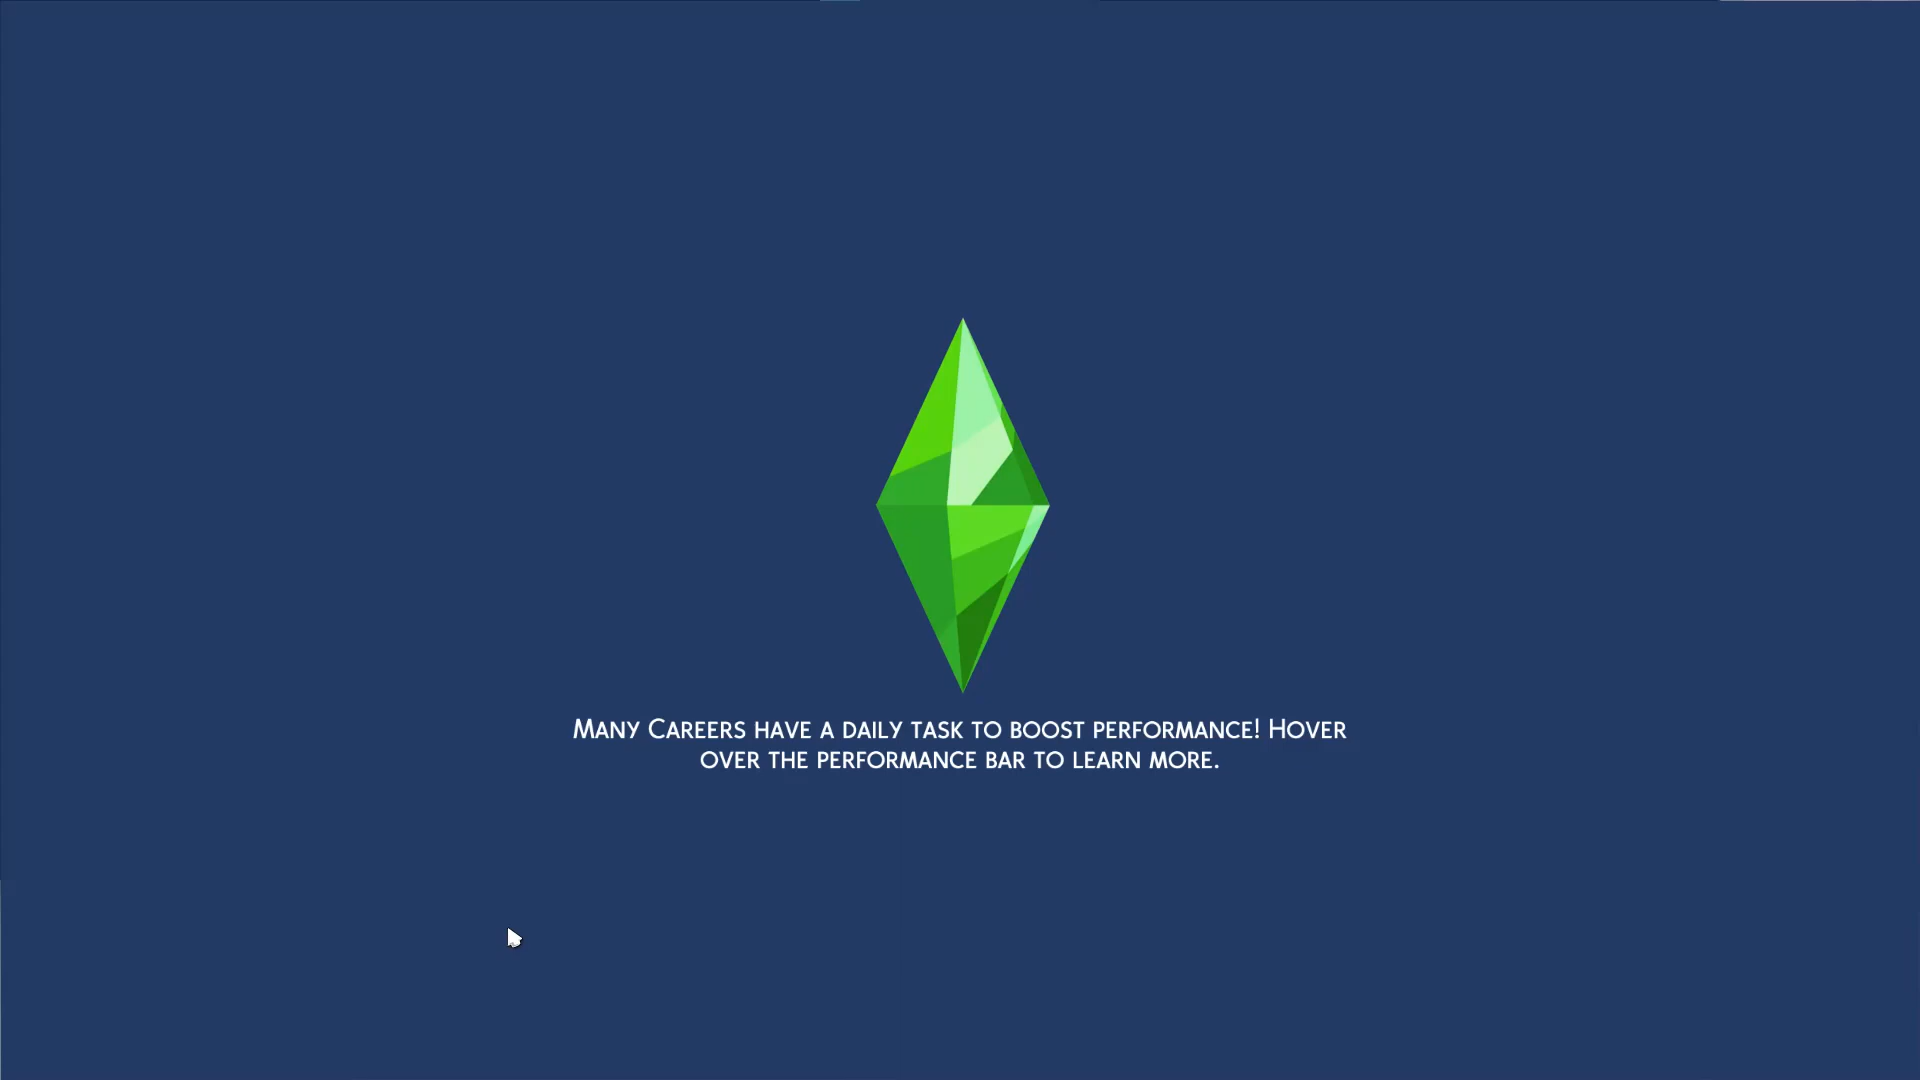 Many Careers have a daily task to boost performance! Hover
over the performance bar to learn more.